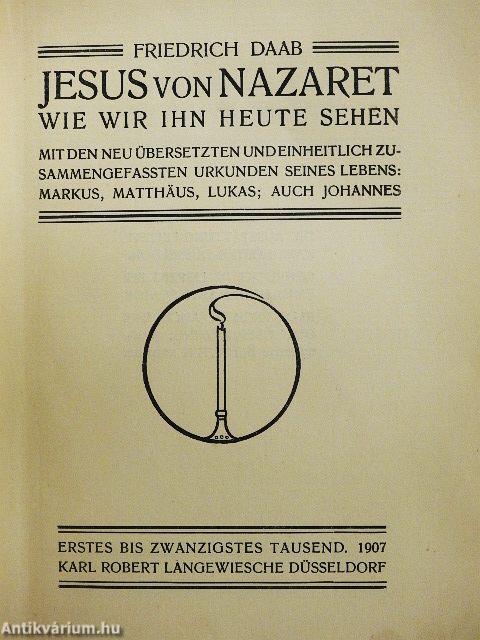 FRIEDRICH DAAB
JESUS VON NAZARET
WIE WIR IHN HEUTE SEHEN
MIT DEN NEU ÜBERSETZTEN UND EINHEITLICH ZU-
SAMMENGEFASSTEN URKUNDEN SEINES LEBENS:
MARKUS, MATTHÄUS, LUKAS; AUCH JOHANNES
ERSTES BIS ZWANZIGSTES TAUSEND. 1907
KARL ROBERT LANGEWIESCHE DÜSSELDORF
Antikvárium.hu